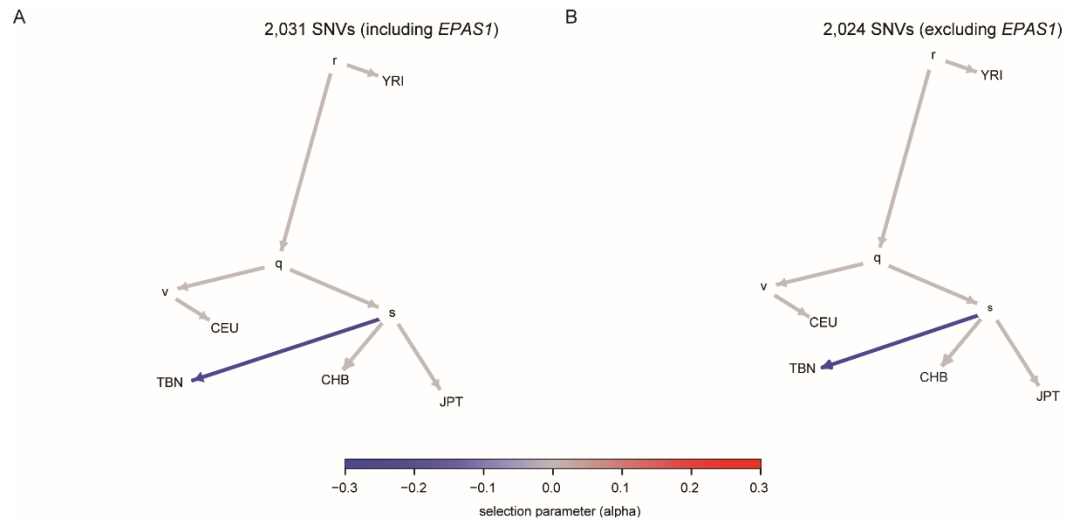 A
2,031 SNVs (including EPAS1)
r
YRI
q
v
CEU
s
TBN
CHB
JPT
B
2,024 SNVs (excluding EPAS1)
r
YRI
q
v
CEU
s
TBN
CHB
JPT
−0.3 −0.2 −0.1 0.0 0.1 0.2 0.3
selection parameter (alpha)